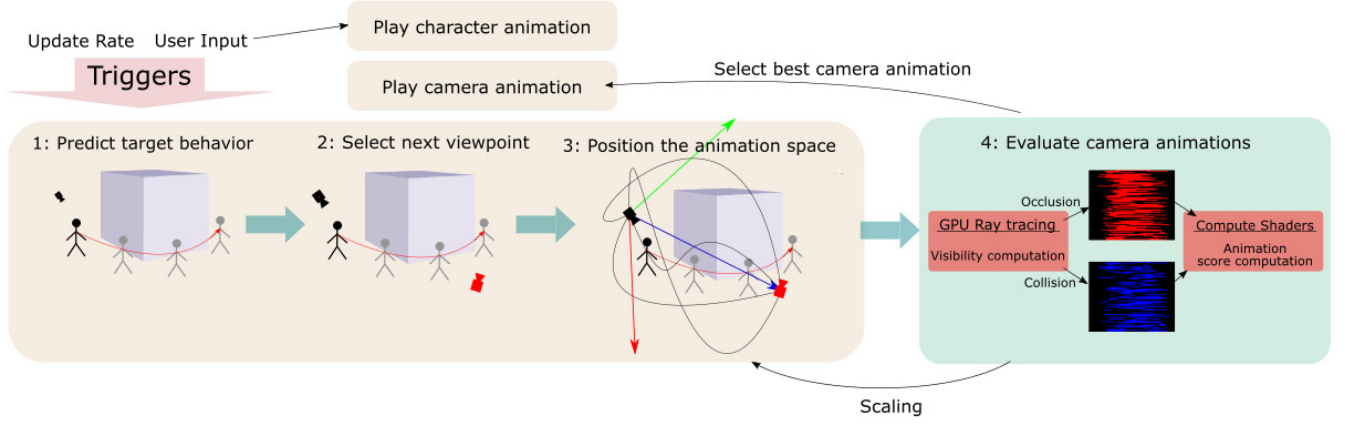 Update Rate User Input
Triggers
Play character animation
Play camera animation
Select best camera animation
1: Predict target behavior
2: Select next viewpoint
3: Position the animation space
4: Evaluate camera animations
GPU Ray tracing
Visibility computation
Occlusion
Collision
Compute Shaders
Animation
score computation
Scaling